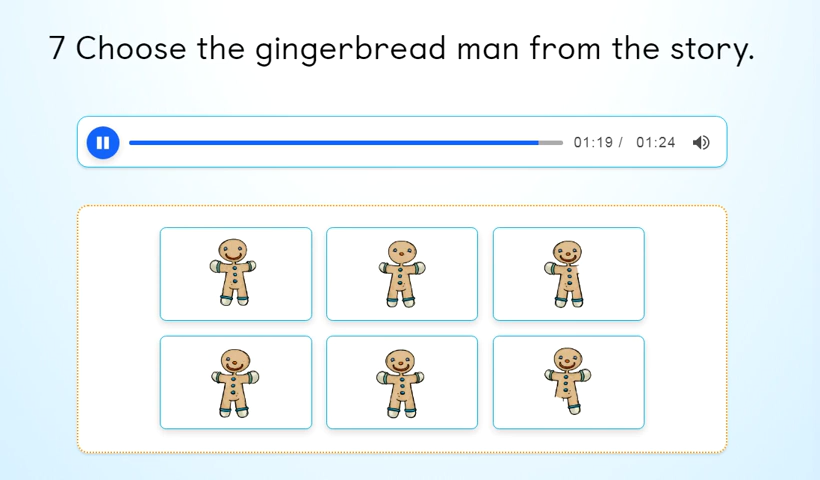 7 Choose the gingerbread man from the story.
01:19 / 01:24